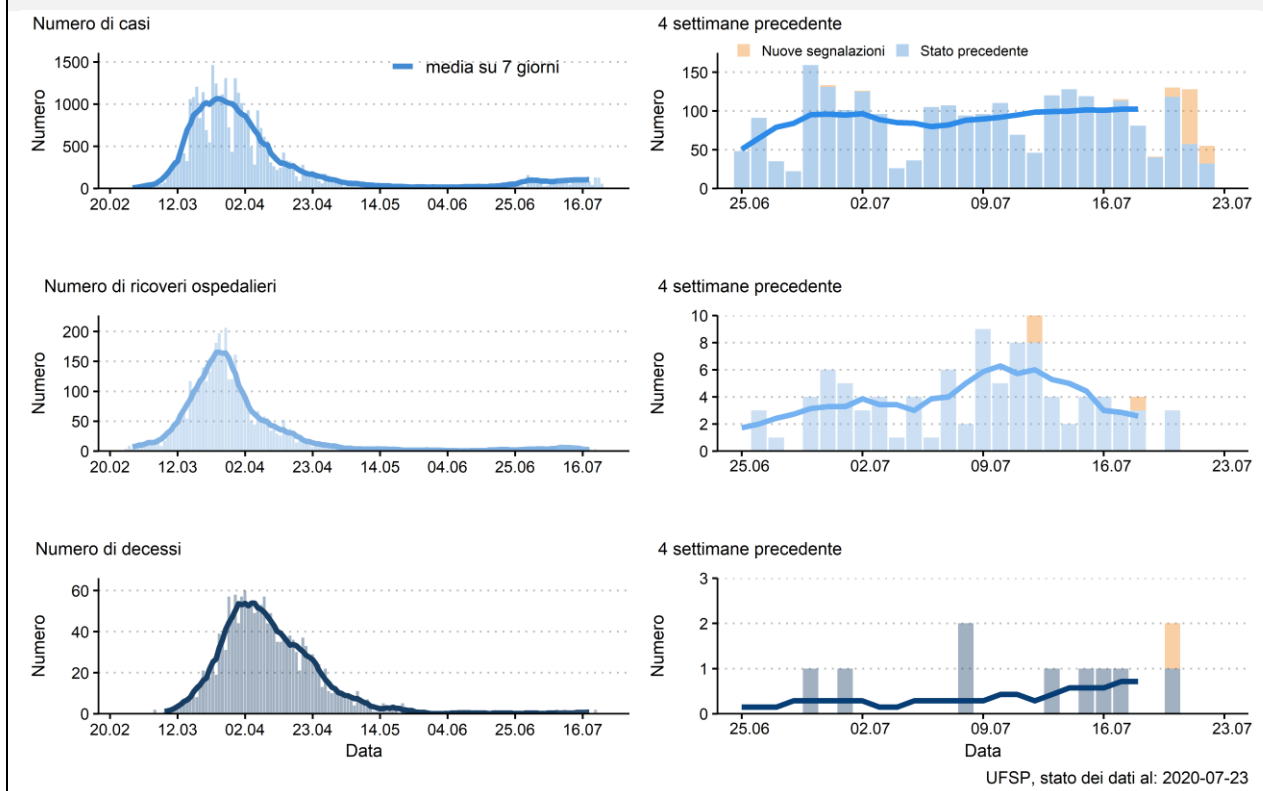 Numero di casi
1500
1000
500
0
Numero
media su 7 giorni
20.02 12.03 02.04 23.04 14.05 04.06 25.06 16.07
4 settimane precedente
Nuove segnalazioni Stato precedente
150
100
50
0
Numero
25.06 02.07 09.07 16.07 23.07
Numero di ricoveri ospedalieri
200
150
100
50
0
Numero
20.02 12.03 02.04 23.04 14.05 04.06 25.06 16.07
4 settimane precedente
10
8
6
4
2
0
Numero
25.06 02.07 09.07 16.07 23.07
Numero di decessi
60
40
20
0
Numero
20.02 12.03 02.04 23.04 14.05 04.06 25.06 16.07
Data
4 settimane precedente
3
2
1
0
Numero
25.06 02.07 09.07 16.07 23.07
Data
UFSP, stato dei dati al: 2020-07-23